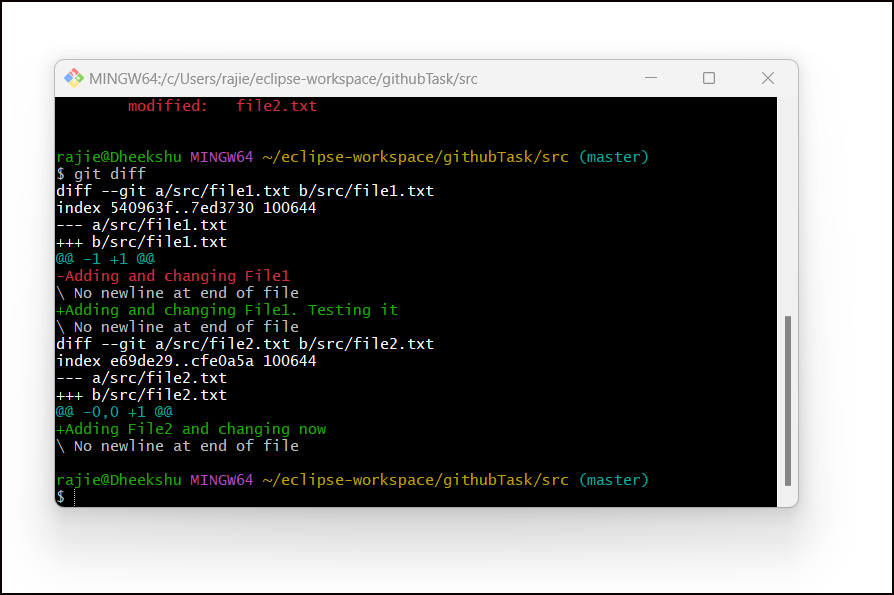 MINGW64:/c/Users/rajie/eclipse-workspace/githubTask/src
modified:   file2.txt
rajie@Dheekshu MINGW64 ~/eclipse-workspace/githubTask/src (master)
$ git diff
diff --git a/src/file1.txt b/src/file1.txt
index 540963f..7ed3730 100644
--- a/src/file1.txt
+++ b/src/file1.txt
@@ -1 +1 @@
-Adding and changing File1
\ No newline at end of file
+Adding and changing File1. Testing it
\ No newline at end of file
diff --git a/src/file2.txt b/src/file2.txt
index e69de29..cfe0a5a 100644
--- a/src/file2.txt
+++ b/src/file2.txt
@@ -0,0 +1 @@
+Adding File2 and changing now
\ No newline at end of file
rajie@Dheekshu MINGW64 ~/eclipse-workspace/githubTask/src (master)
$